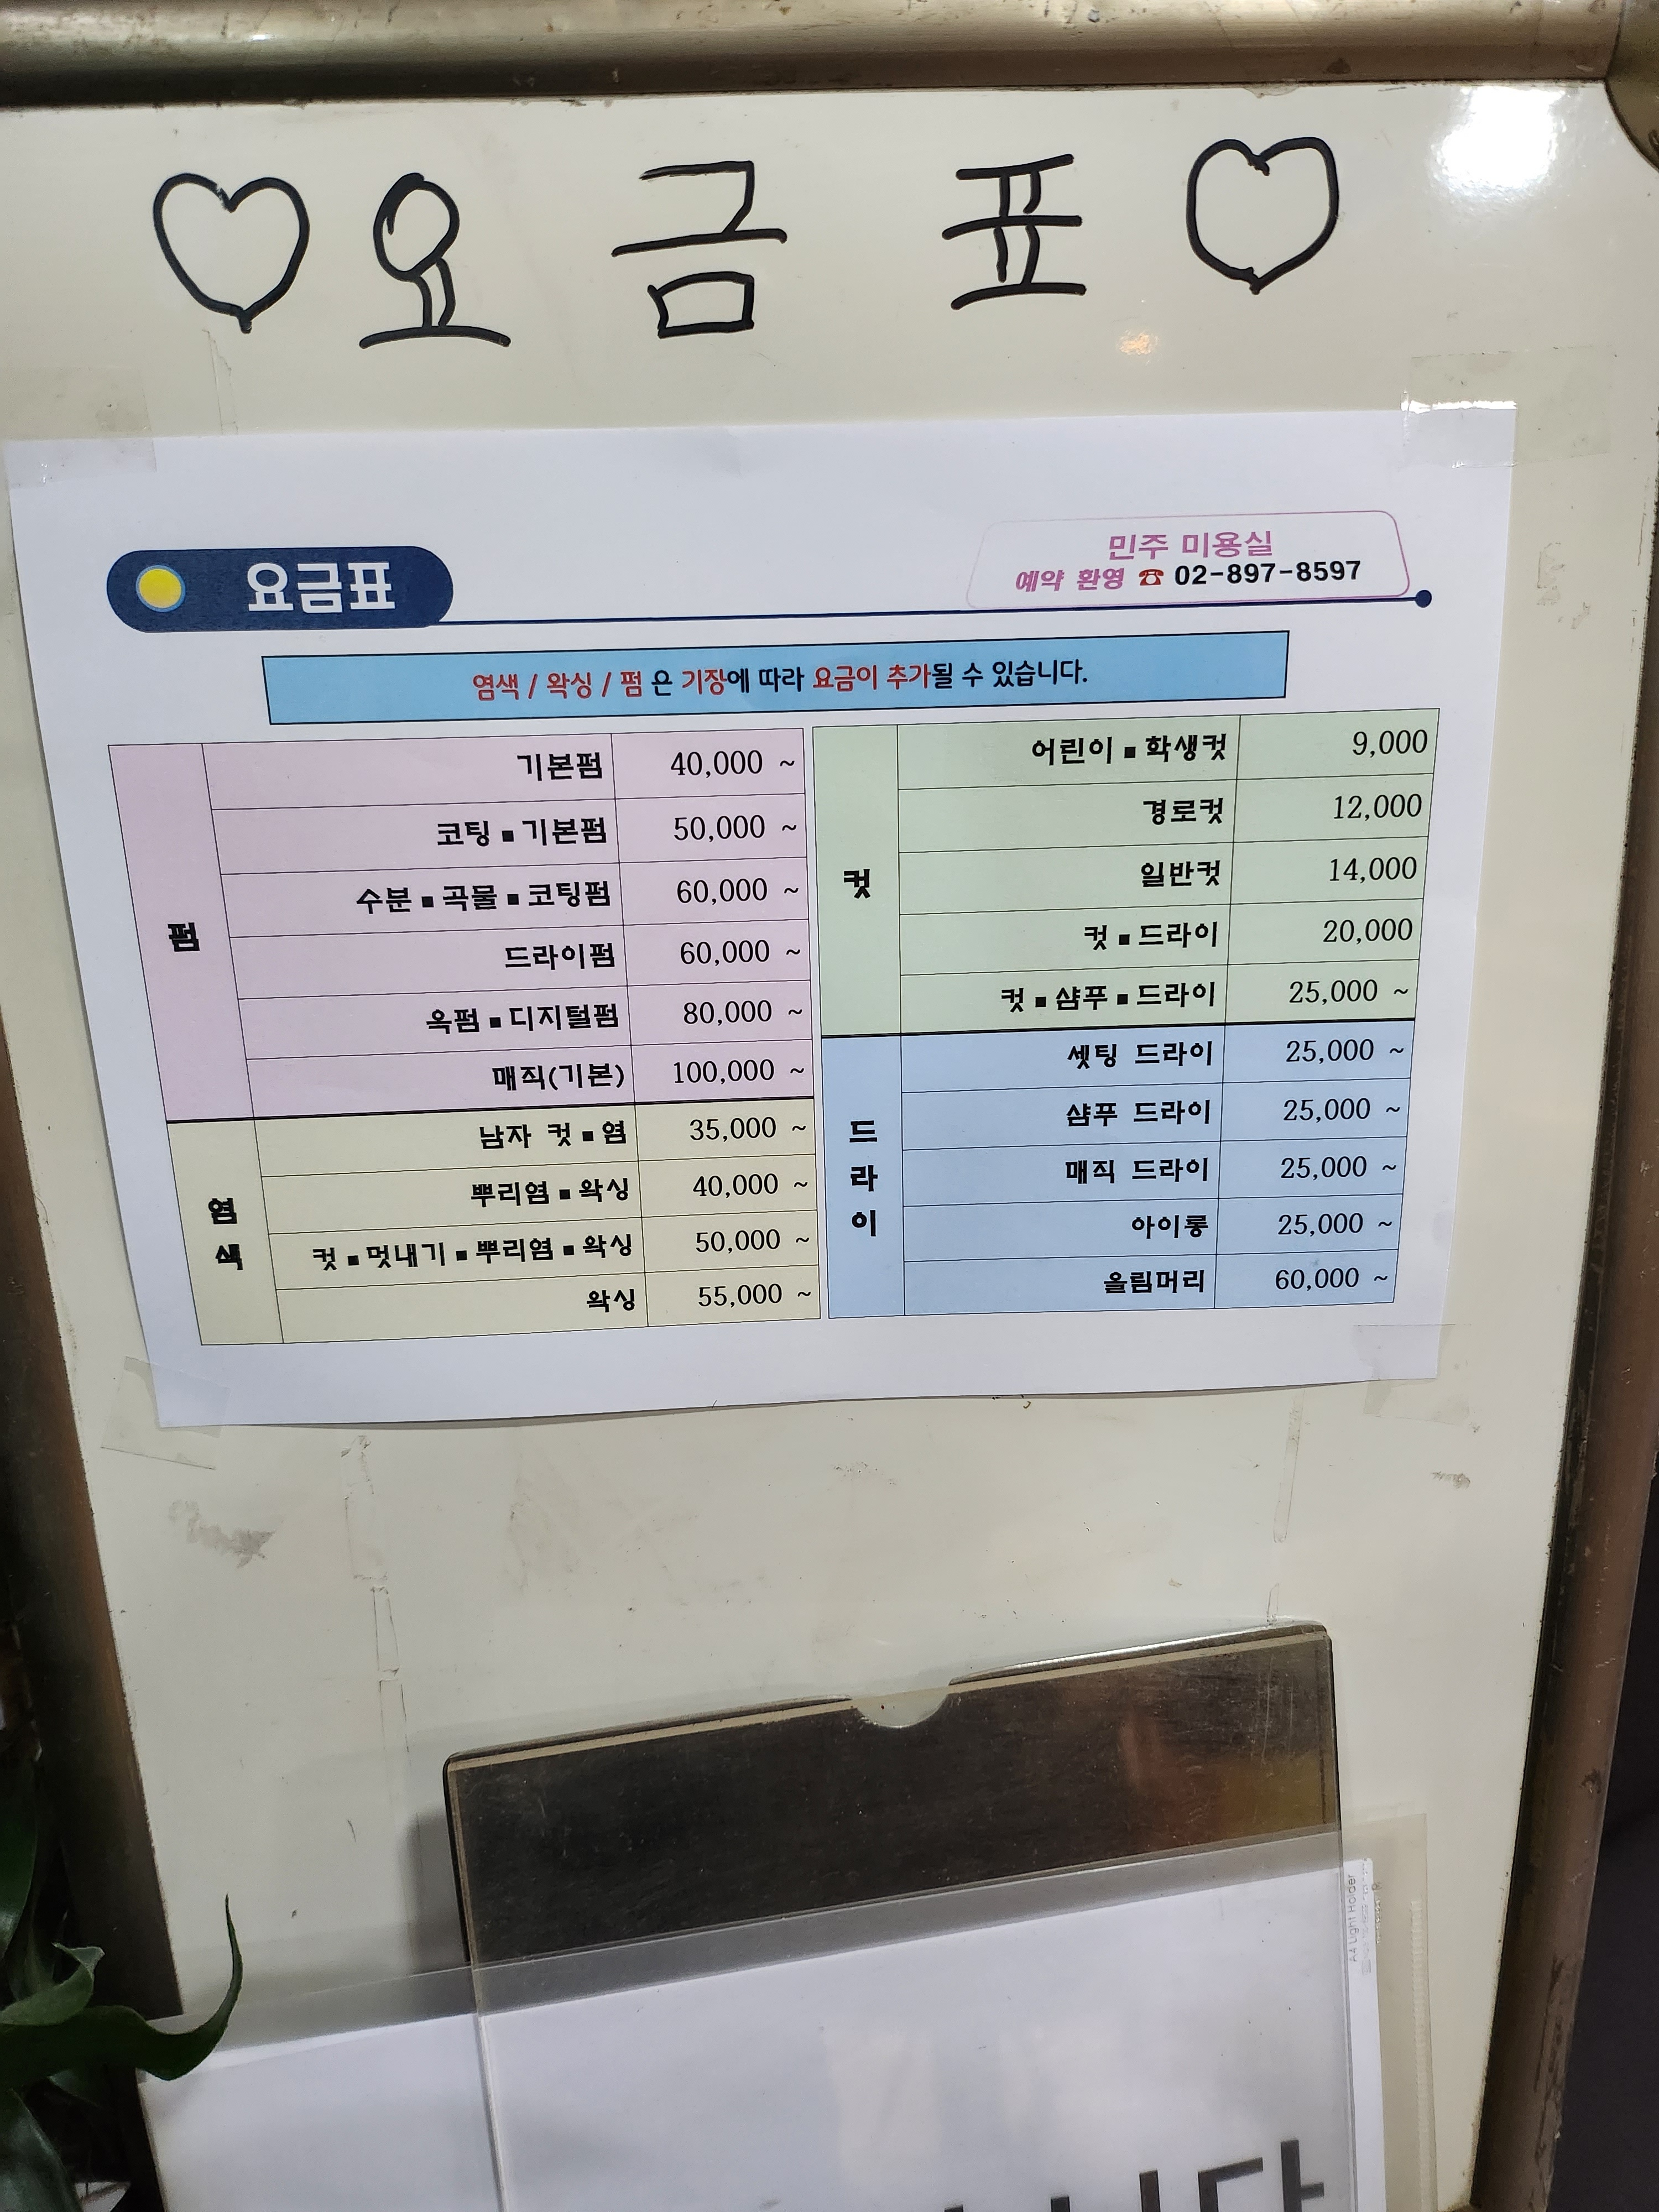 ♡ 요 금 표 ♡
요금표
민주 미용실
예약 환영 ☎ 02-897-8597
염색 / 왁싱 / 펌 은 기장에 따라 요금이 추가될 수 있습니다.
펌
기본펌 40,000 ~
코팅 ▪ 기본펌 50,000 ~
수분 ▪ 곡물 ▪ 코팅펌 60,000 ~
드라이펌 60,000 ~
옥펌 ▪ 디지털펌 80,000 ~
매직(기본) 100,000 ~
염색
남자 컷 ▪ 염 35,000 ~
뿌리염 ▪ 왁싱 40,000 ~
컷 ▪ 멋내기 ▪ 뿌리염 ▪ 왁싱 50,000 ~
왁싱 55,000 ~
컷
어린이 ▪ 학생컷 9,000
경로컷 12,000
일반컷 14,000
컷 ▪ 드라이 20,000
컷 ▪ 샴푸 ▪ 드라이 25,000 ~
드라이
셋팅 드라이 25,000 ~
샴푸 드라이 25,000 ~
매직 드라이 25,000 ~
아이롱 25,000 ~
올림머리 60,000 ~
A4 Light Holder